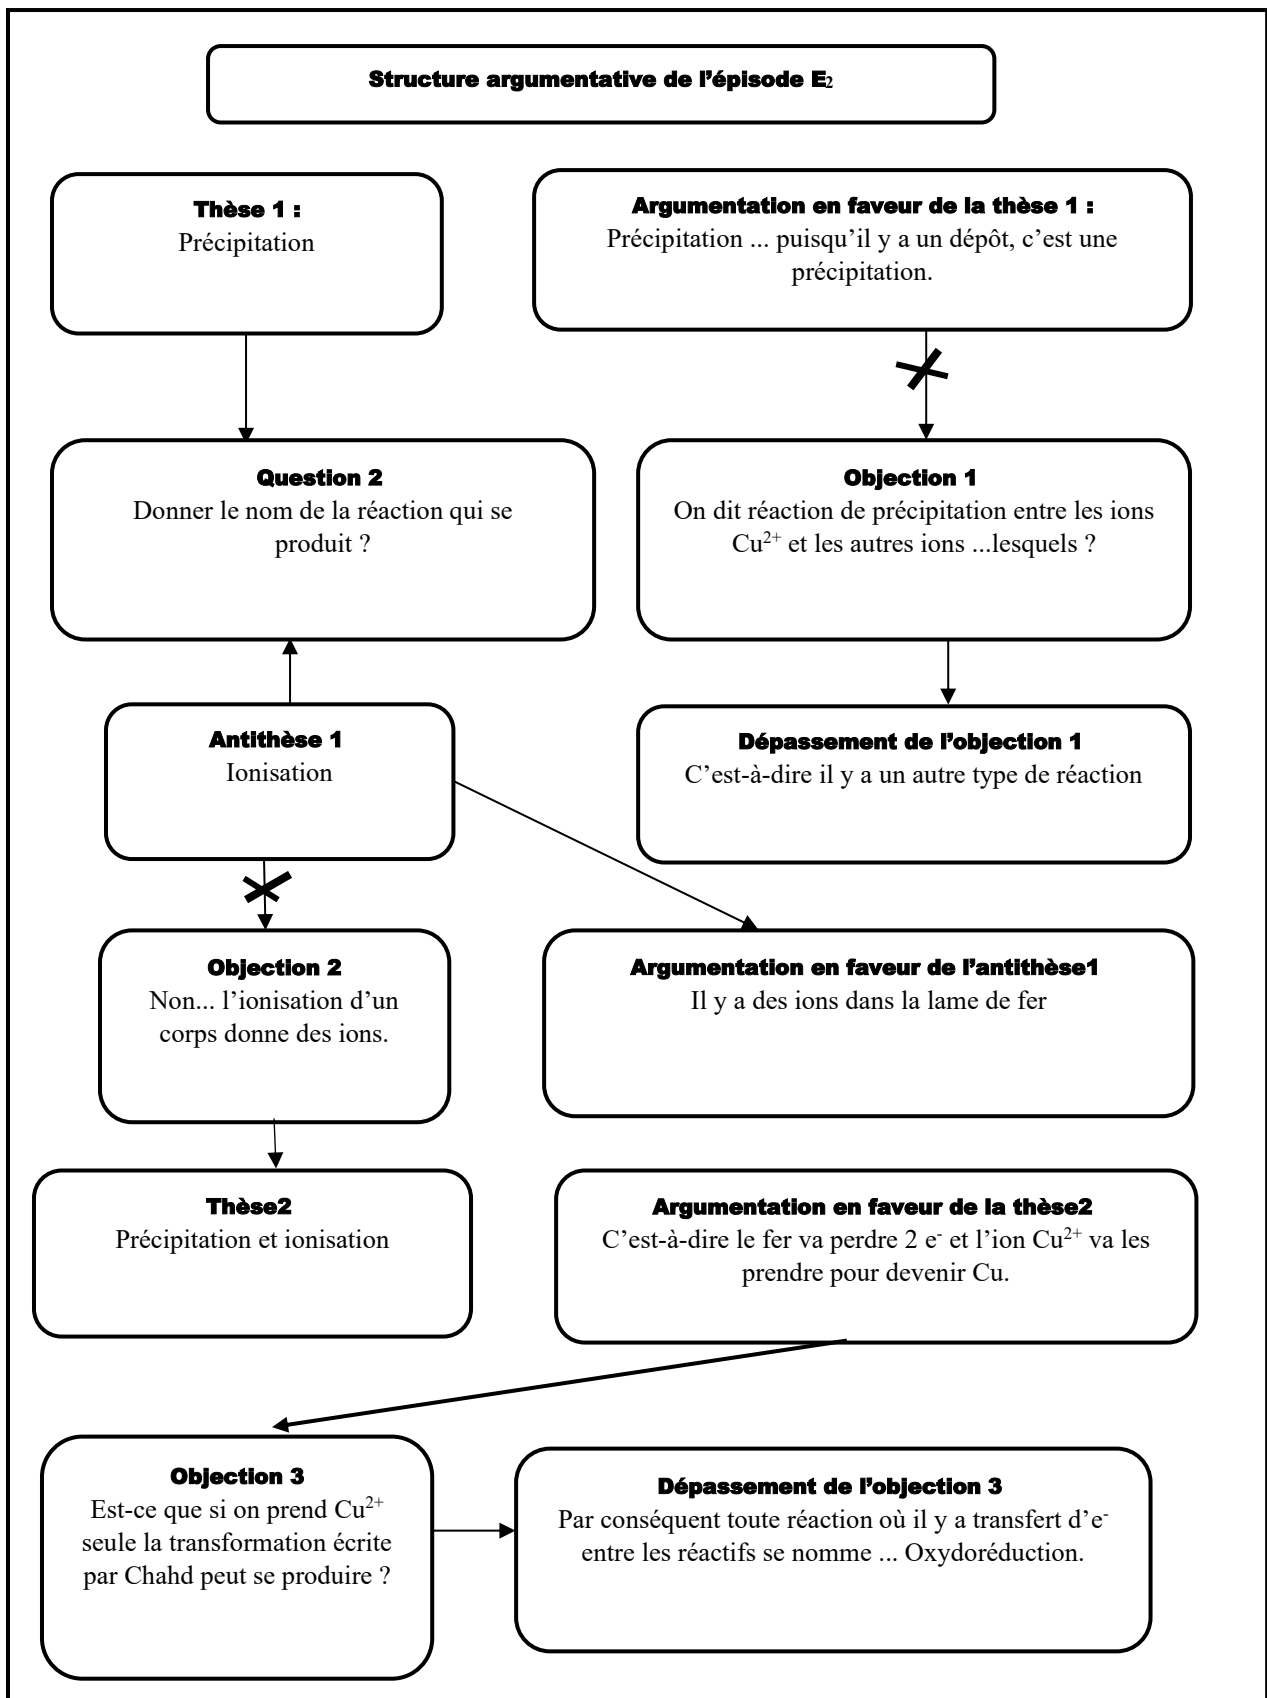 Structure argumentative de l’épisode E₂
Thèse 1 :
Précipitation
Argumentation en faveur de la thèse 1 :
Précipitation ... puisqu’il y a un dépôt, c’est une
précipitation.
Question 2
Donner le nom de la réaction qui se
produit ?
Objection 1
On dit réaction de précipitation entre les ions
Cu²⁺ et les autres ions ...lesquels ?
Antithèse 1
Ionisation
Dépassement de l’objection 1
C’est-à-dire il y a un autre type de réaction
Objection 2
Non... l’ionisation d’un
corps donne des ions.
Argumentation en faveur de l’antithèse1
Il y a des ions dans la lame de fer
Thèse2
Précipitation et ionisation
Argumentation en faveur de la thèse2
C’est-à-dire le fer va perdre 2 e⁻ et l’ion Cu²⁺ va les
prendre pour devenir Cu.
Objection 3
Est-ce que si on prend Cu²⁺
seule la transformation écrite
par Chahd peut se produire ?
Dépassement de l’objection 3
Par conséquent toute réaction où il y a transfert d’e⁻
entre les réactifs se nomme ... Oxydoréduction.